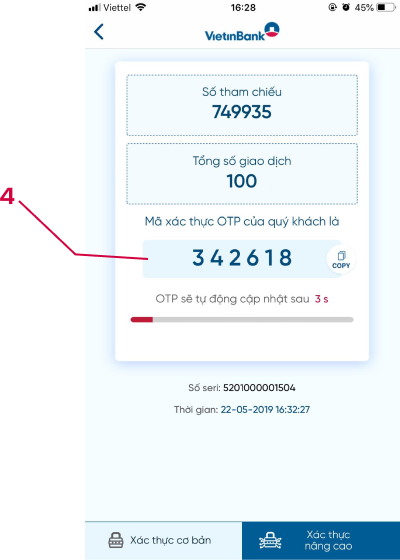 Viettel 16:28 45%
VietinBank
Số tham chiếu
749935
Tổng số giao dịch
100
4
Mã xác thực OTP của quý khách là
342618
COPY
OTP sẽ tự động cập nhật sau 3 s
Số seri: 5201000001504
Thời gian: 22-05-2019 16:32:27
Xác thực cơ bản
Xác thực
nâng cao